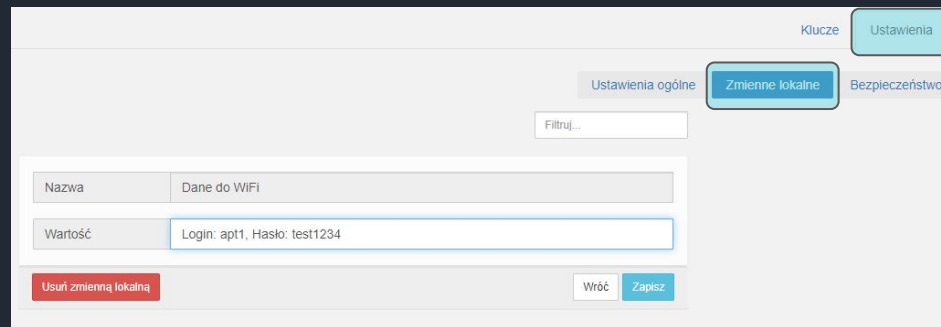 Klucze Ustawienia
Ustawienia ogólne Zmienne lokalne Bezpieczeństwo
Filtruj...
Nazwa Dane do WiFi
Wartość Login: apt1, Hasło: test1234
Usuń zmienną lokalną Wróć Zapisz